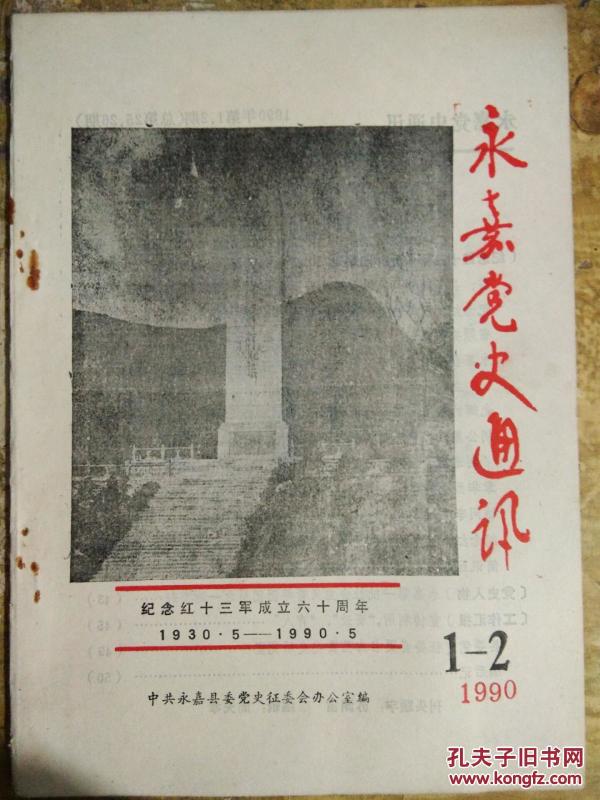 永嘉党史通讯
纪念红十三军成立六十周年
1930·5——1990·5
1–2
1990
中共永嘉县委党史征委会办公室编
孔夫子旧书网
www.kongfz.com